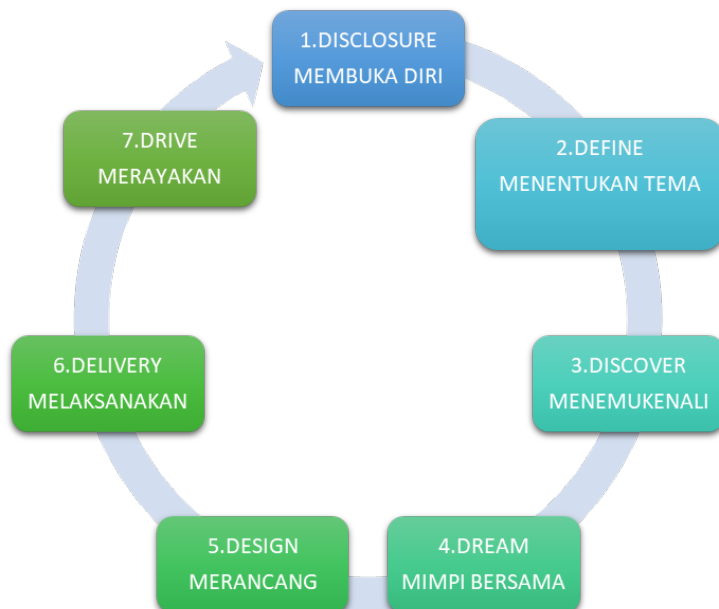 1.DISCLOSURE
MEMBUKA DIRI
2.DEFINE
MENENTUKAN TEMA
3.DISCOVER
MENEMUKENALI
4.DREAM
MIMPI BERSAMA
5.DESIGN
MERANCANG
6.DELIVERY
MELAKSANAKAN
7.DRIVE
MERAYAKAN